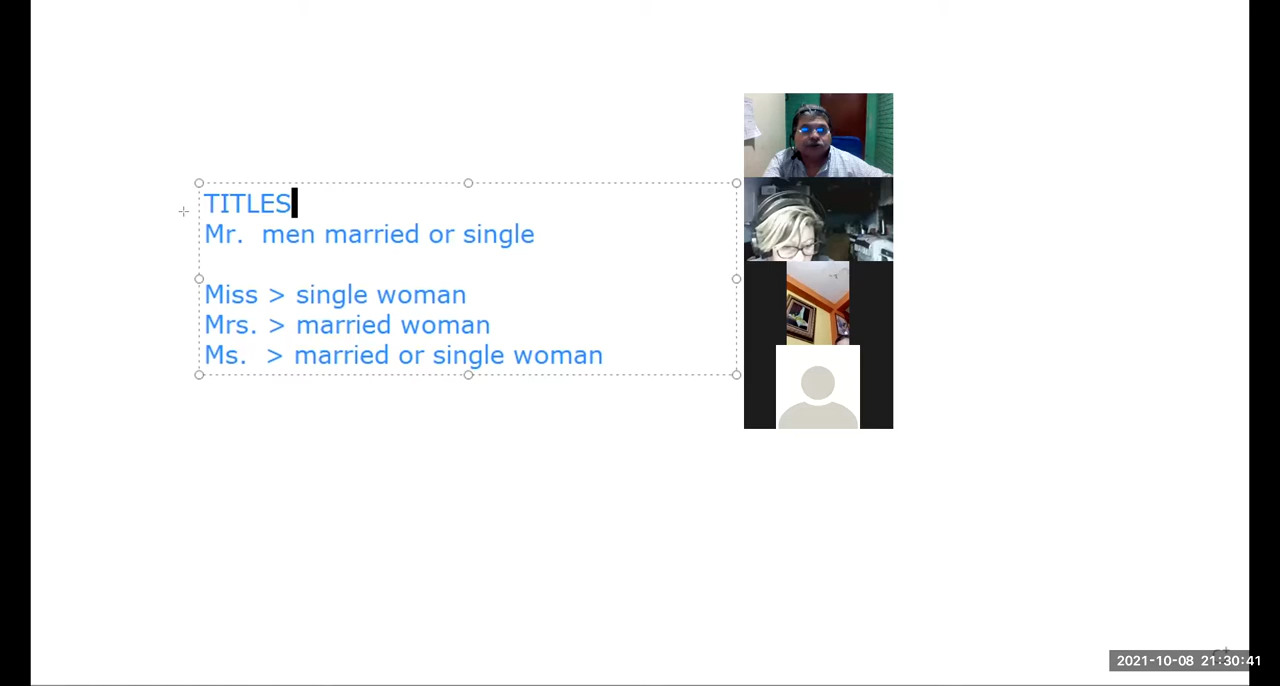 TITLES
Mr.  men married or single
Miss > single woman
Mrs. > married woman
Ms.  > married or single woman
2021-10-08 21:30:41